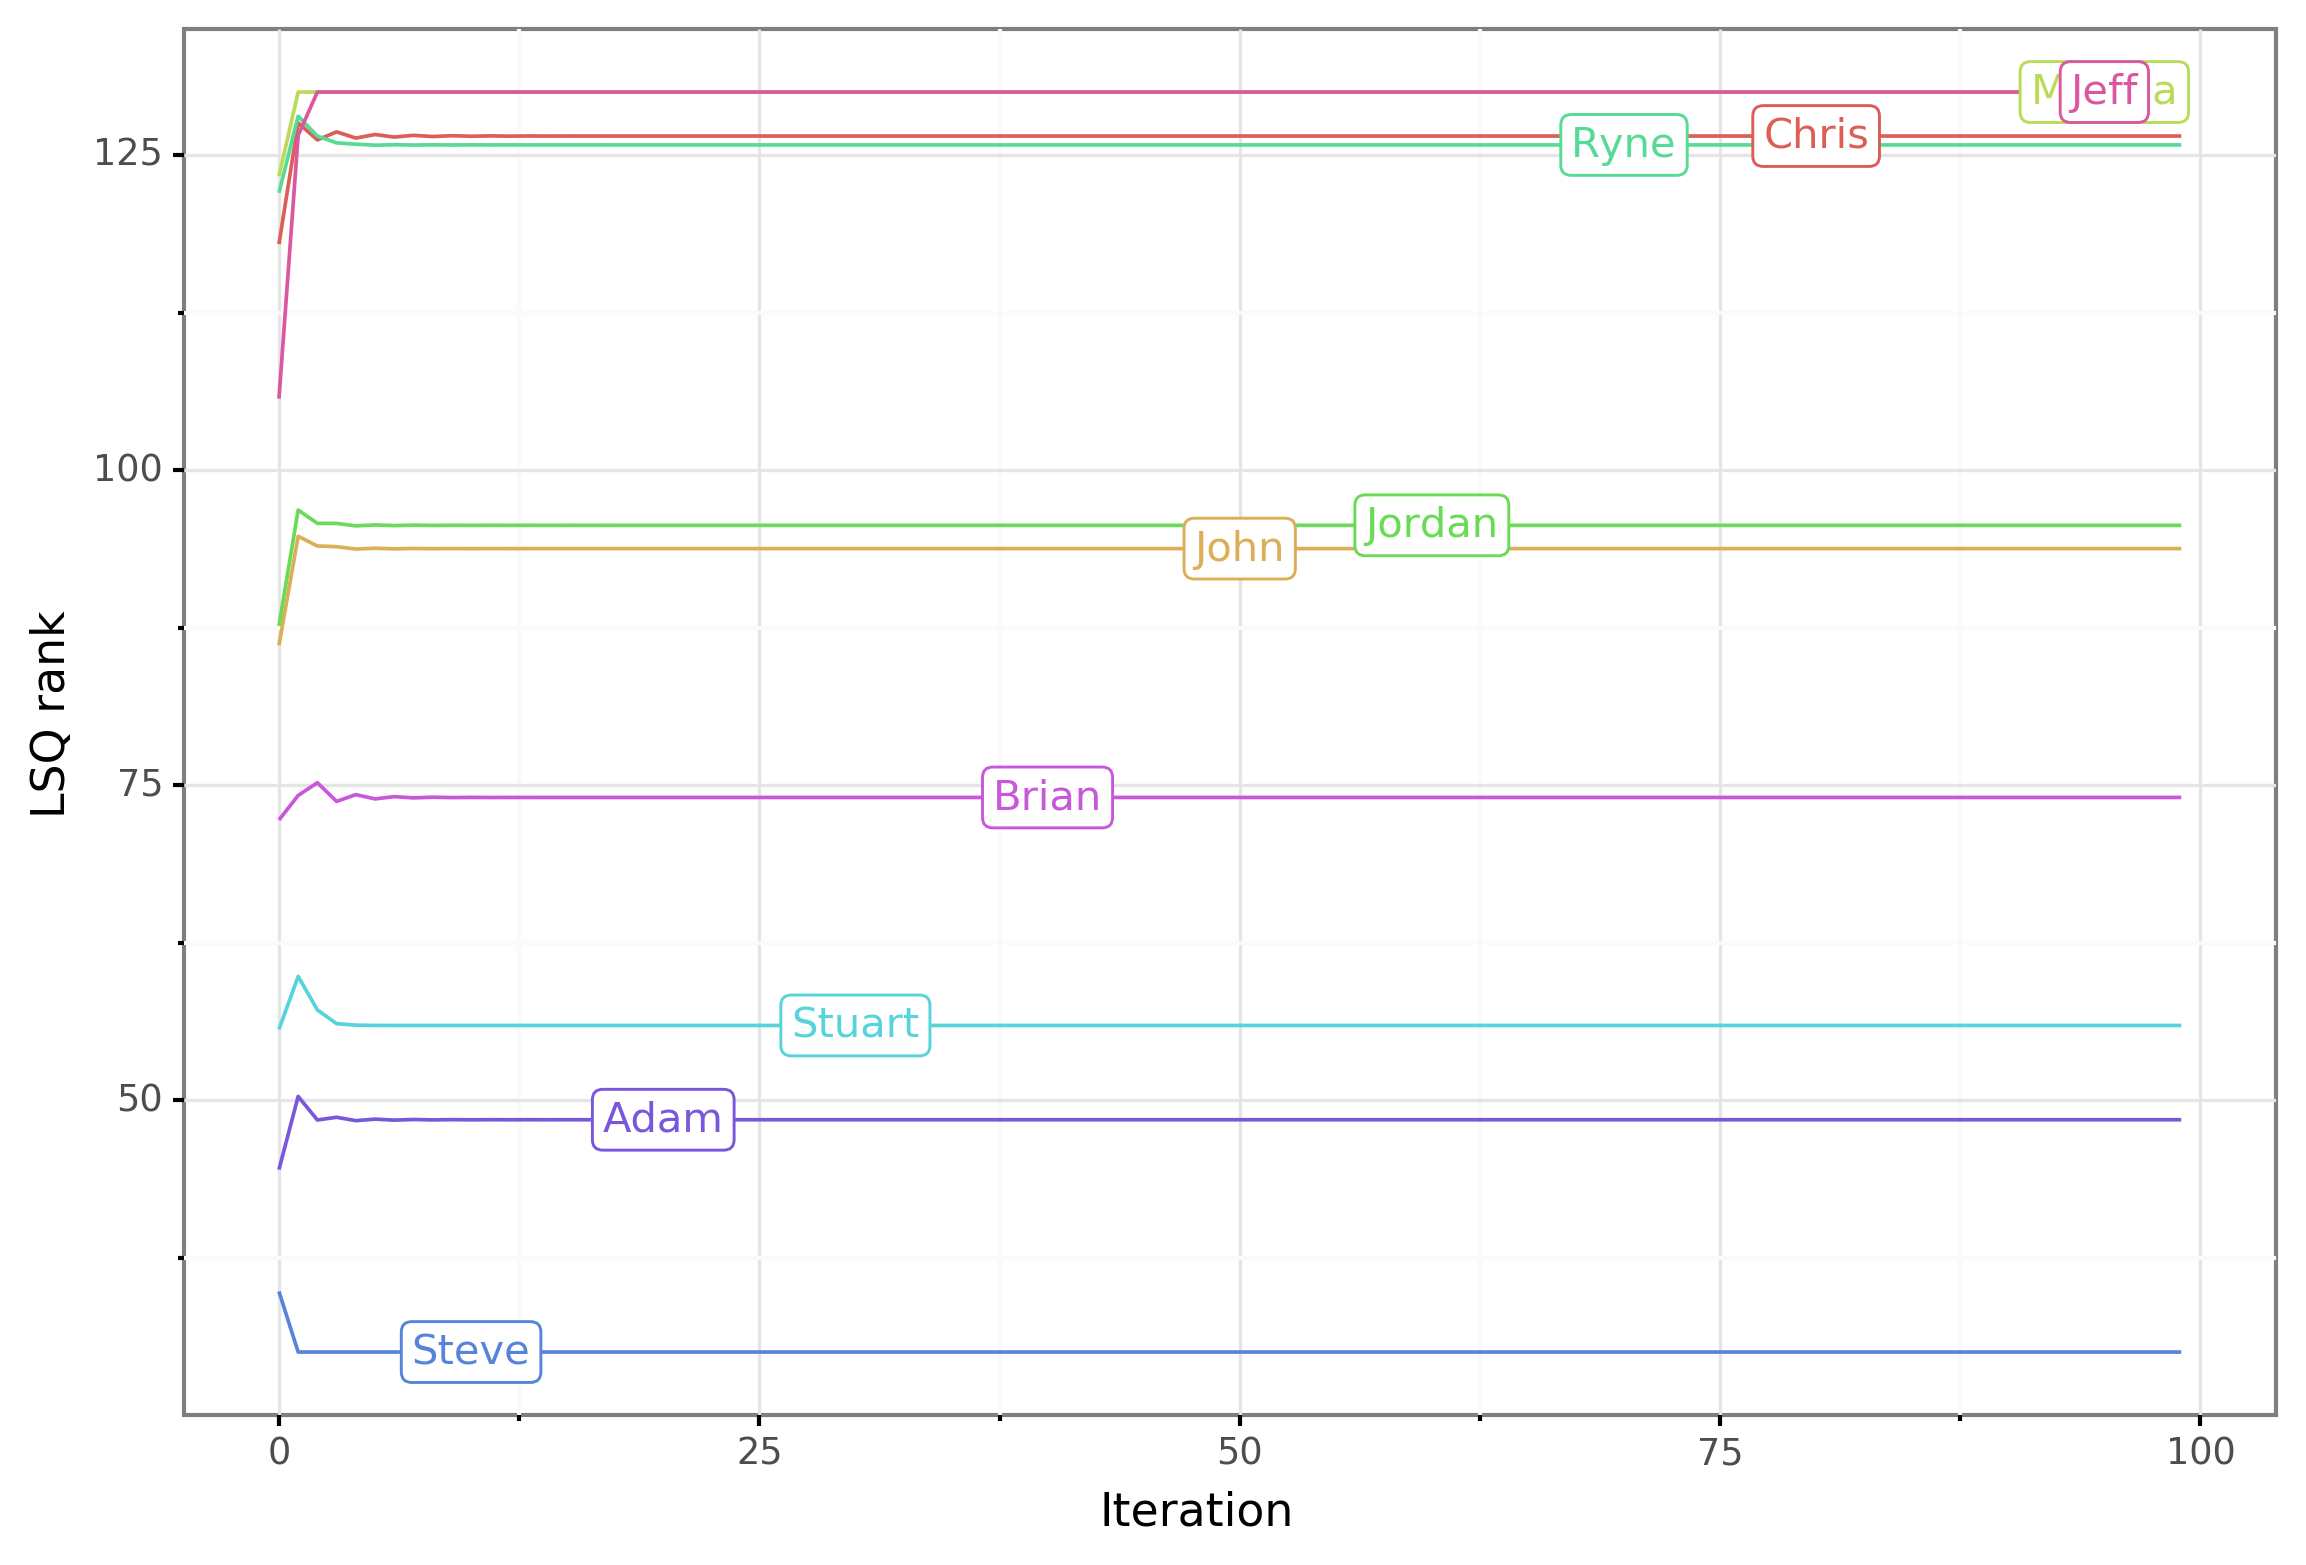 Jeff
Chris
Ryne
125
100
Jordan
John
75
Brian
Stuart
50
Adam
Steve
0 25 50 75 100
Iteration
LSQ rank